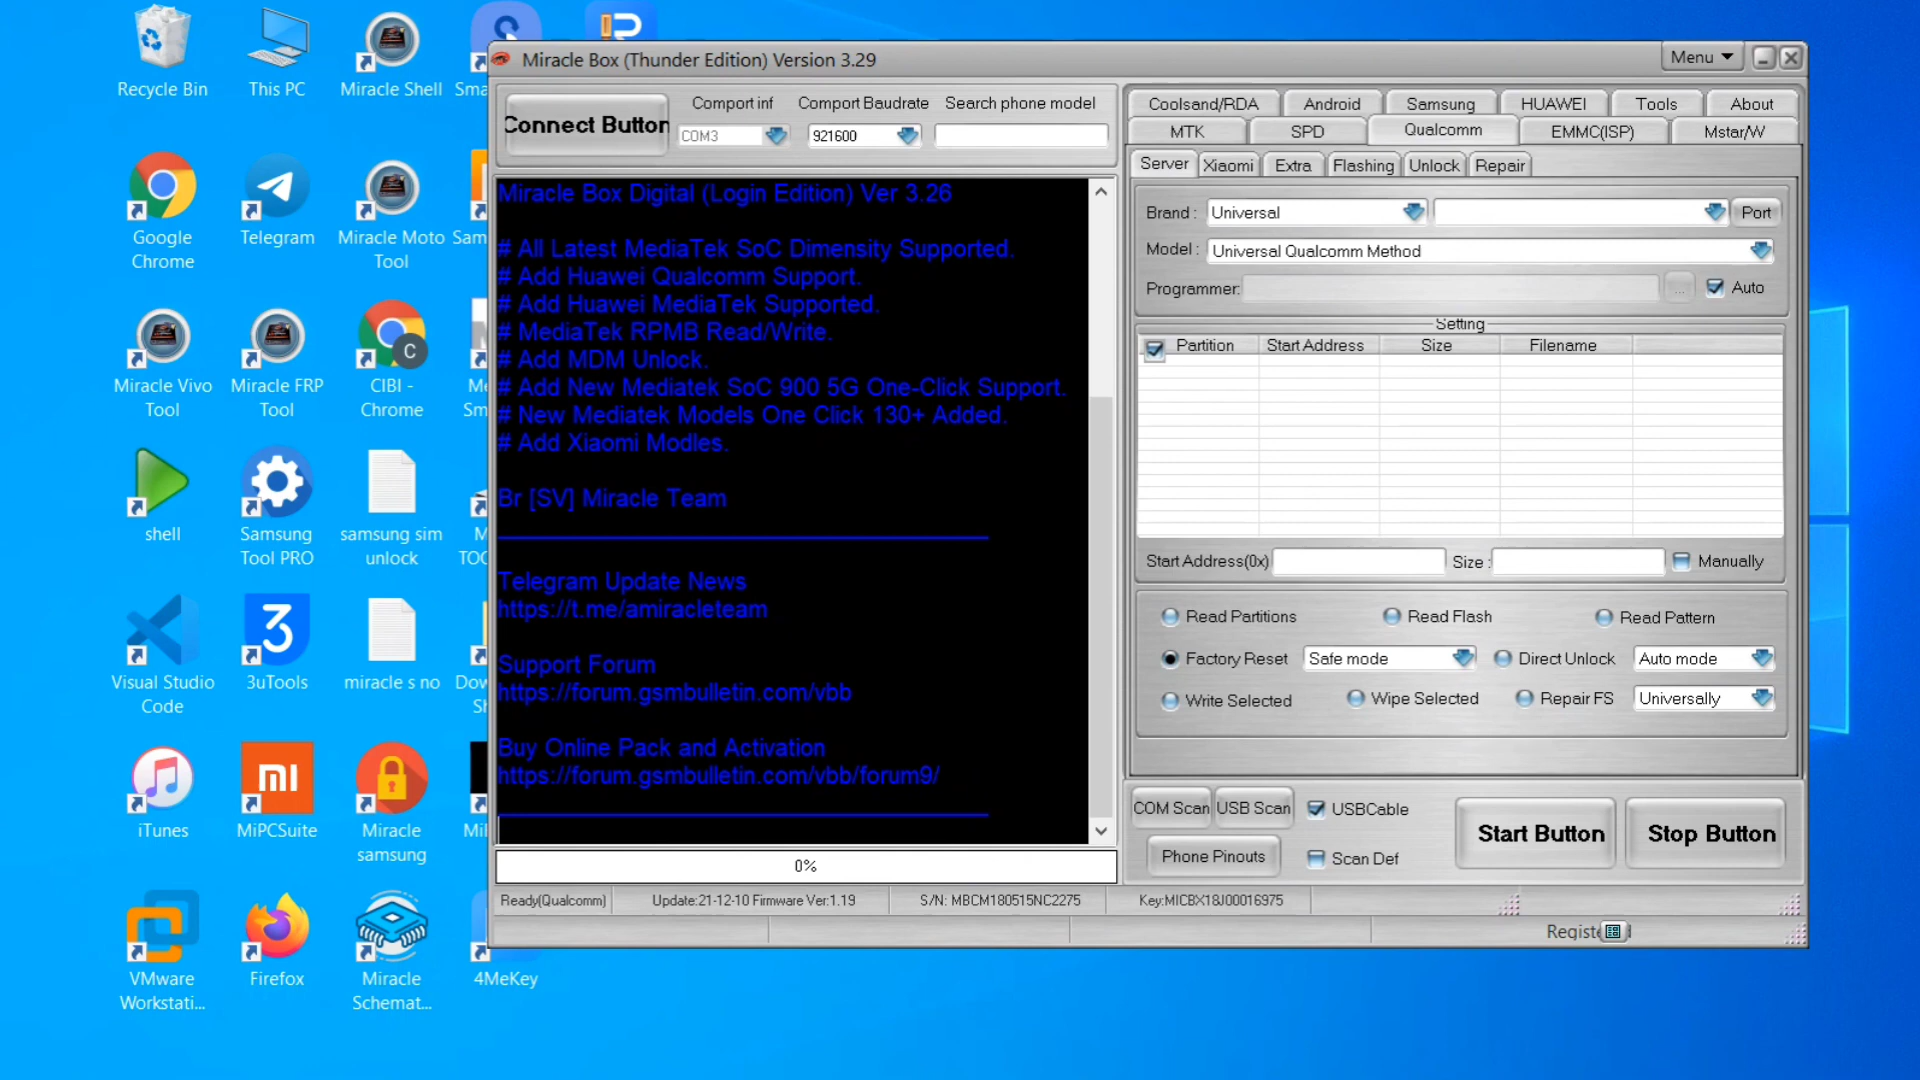 Recycle Bin
This PC
Miracle Shell
Sma
Google
Chrome
Telegram
Miracle Moto
Tool
Sam
Miracle Vivo
Tool
Miracle FRP
Tool
C
CIBI -
Chrome
Me
Sm
shell
Samsung
Tool PRO
samsung sim
unlock
M
TOO
Visual Studio
Code
3
3uTools
miracle s no
Dow
Sh
iTunes
mi
MiPCSuite
Miracle
samsung
Mi
VMware
Workstati...
Firefox
Miracle
Schemat...
4MeKey
Miracle Box (Thunder Edition) Version 3.29
Menu
Connect Button
Comport inf
COM3
Comport Baudrate
921600
Search phone model
Miracle Box Digital (Login Edition) Ver 3.26
# All Latest MediaTek SoC Dimensity Supported.
# Add Huawei Qualcomm Support.
# Add Huawei MediaTek Supported.
# MediaTek RPMB Read/Write.
# Add MDM Unlock.
# Add New Mediatek SoC 900 5G One-Click Support.
# New Mediatek Models One Click 130+ Added.
# Add Xiaomi Modles.
Br [SV] Miracle Team
Telegram Update News
https://t.me/amiracleteam
Support Forum
https://forum.gsmbulletin.com/vbb
Buy Online Pack and Activation
https://forum.gsmbulletin.com/vbb/forum9/
0%
Coolsand/RDA Android Samsung HUAWEI Tools About
MTK SPD Qualcomm EMMC(ISP) Mstar/W
Server Xiaomi Extra Flashing Unlock Repair
Brand : Universal Port
Model : Universal Qualcomm Method
Programmer: ... Auto
Setting
Partition Start Address Size Filename
Start Address(0x) Size : Manually
Read Partitions Read Flash Read Pattern
Factory Reset Safe mode Direct Unlock Auto mode
Write Selected Wipe Selected Repair FS Universally
COM Scan USB Scan USBCable
Phone Pinouts Scan Def
Start Button Stop Button
Ready(Qualcomm) Update:21-12-10 Firmware Ver:1.19 S/N: MBCM180515NC2275 Key:MICBX18J00016975